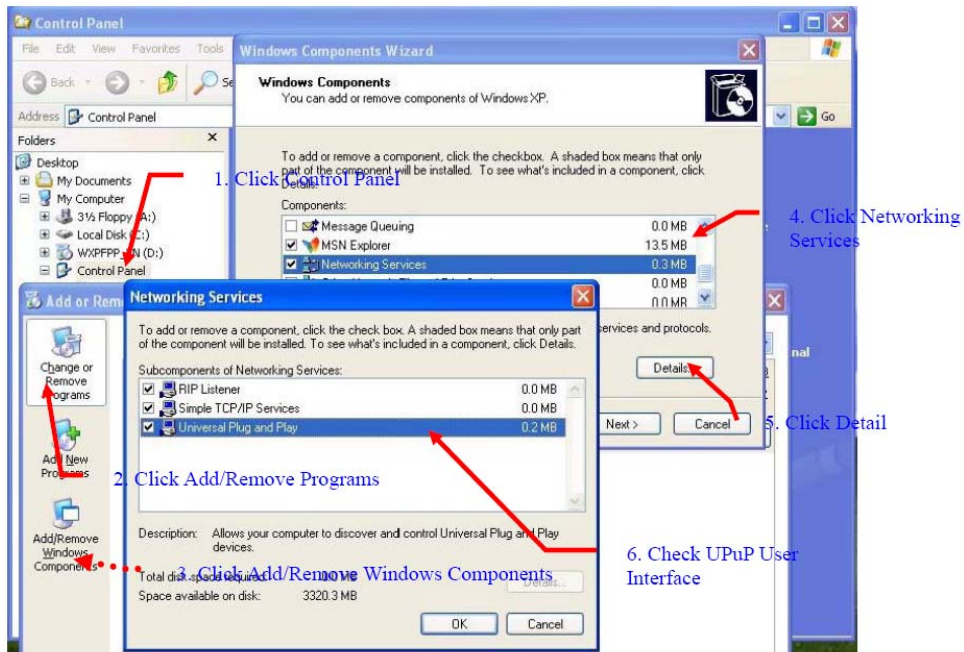 Control Panel
File Edit View Favorites Tools
Back
Address Control Panel
Go
Folders
Desktop
My Documents
My Computer
3½ Floppy (A:)
Local Disk (C:)
WXPFPP_EN (D:)
Control Panel
1. Click Control Panel
Windows Components Wizard
Windows Components
You can add or remove components of Windows XP.
To add or remove a component, click the checkbox. A shaded box means that only
part of the component will be installed. To see what's included in a component, click
Details.
Components:
Message Queuing 0.0 MB
MSN Explorer 13.5 MB
Networking Services 0.3 MB
0.0 MB
0.0 MB
services and protocols.
Details...
Next > Cancel
4. Click Networking
Services
5. Click Detail
Add or Rem
Change or
Remove
Programs
Add New
Programs
Add/Remove
Windows
Components
2. Click Add/Remove Programs
3. Click Add/Remove Windows Components
Networking Services
To add or remove a component, click the check box. A shaded box means that only part
of the component will be installed. To see what's included in a component, click Details.
Subcomponents of Networking Services:
RIP Listener 0.0 MB
Simple TCP/IP Services 0.0 MB
Universal Plug and Play 0.2 MB
Description: Allows your computer to discover and control Universal Plug and Play
devices.
Total disk space required: 0.0 MB
Details...
Space available on disk: 3320.3 MB
OK Cancel
6. Check UPuP User
Interface
nal